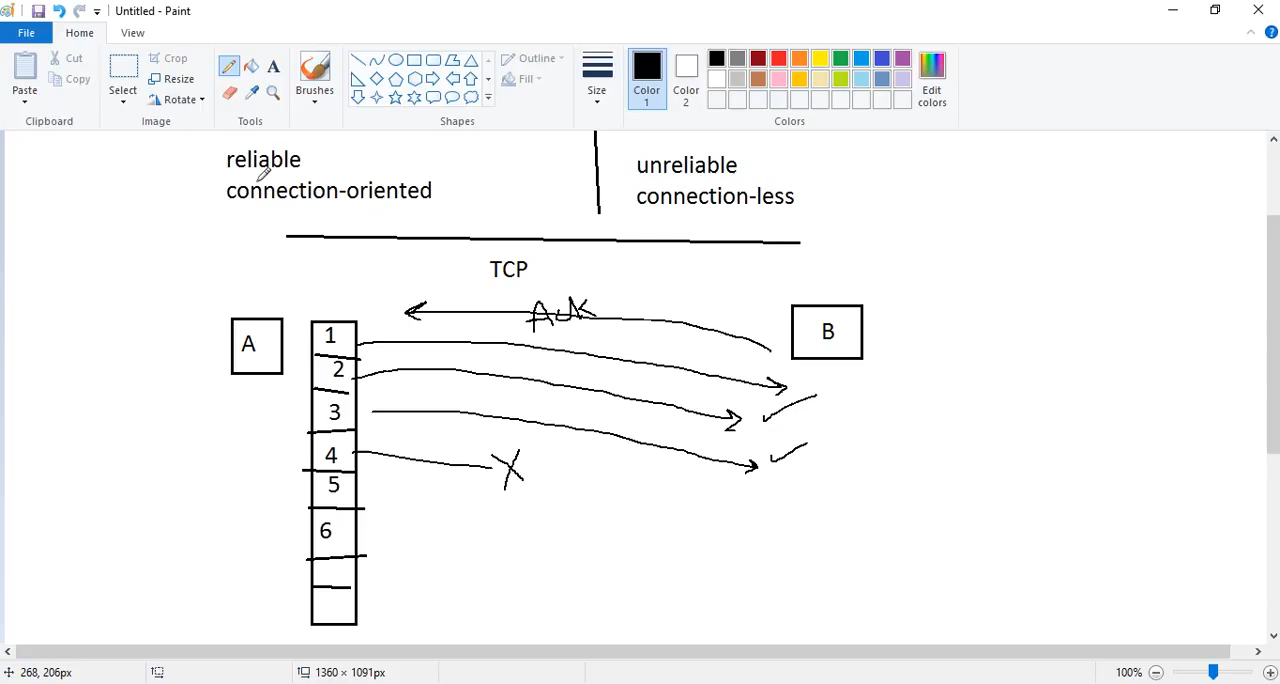 Untitled - Paint
File
Home
View
Paste
Cut
Copy
Clipboard
Select
Crop
Resize
Rotate
Image
A
Tools
Brushes
Outline
Fill
Shapes
Size
Color 1
Color 2
Edit colors
Colors
reliable
connection-oriented
unreliable
connection-less
TCP
A
1
2
3
4
5
6
B
268, 206px
1360 × 1091px
100%